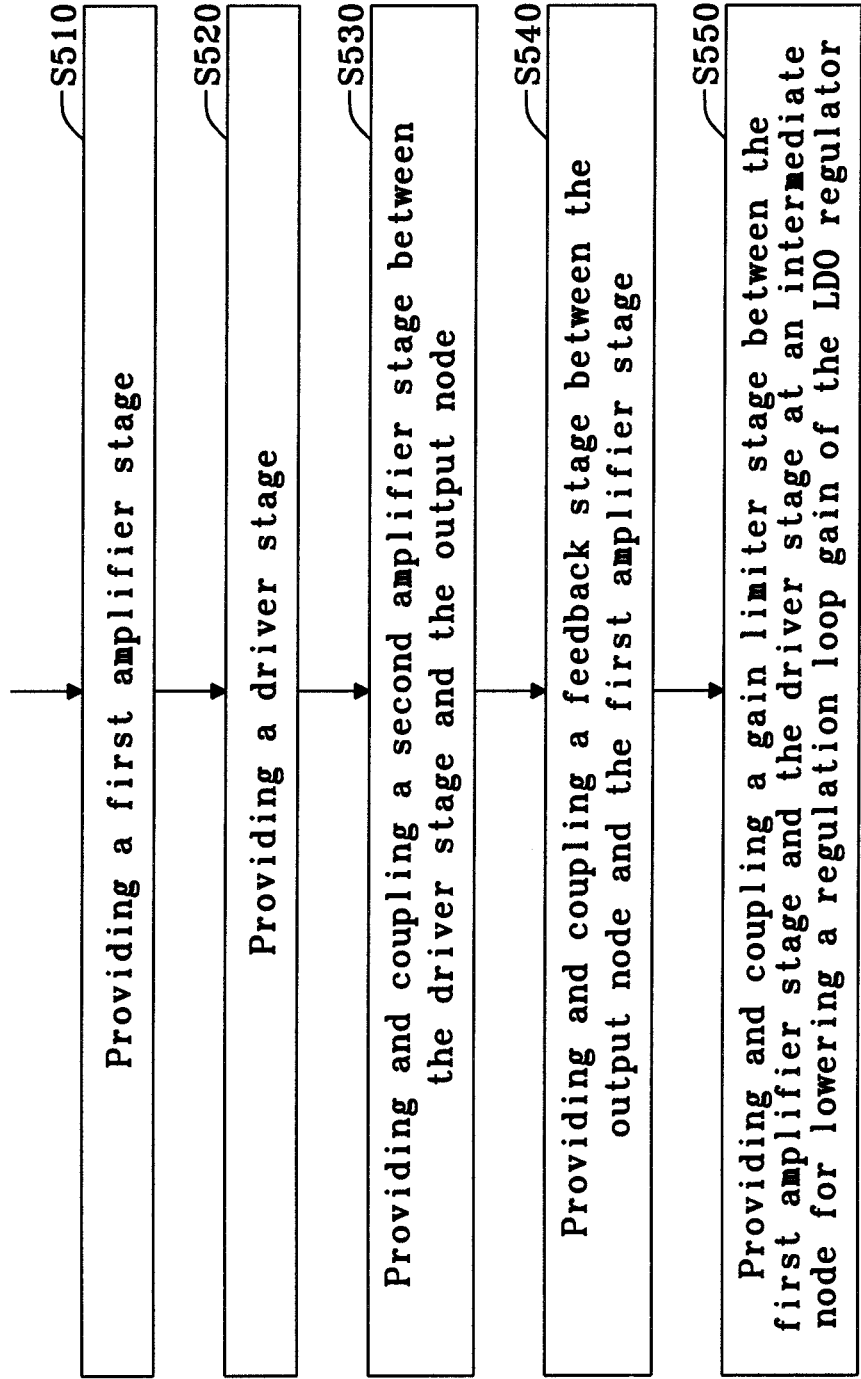 S510
Providing a first amplifier stage
S520
Providing a driver stage
S530
Providing and coupling a second amplifier stage between
the driver stage and the output node
S540
Providing and coupling a feedback stage between the
output node and the first amplifier stage
S550
Providing and coupling a gain limiter stage between the
first amplifier stage and the driver stage at an intermediate
node for lowering a regulation loop gain of the LDO regulator